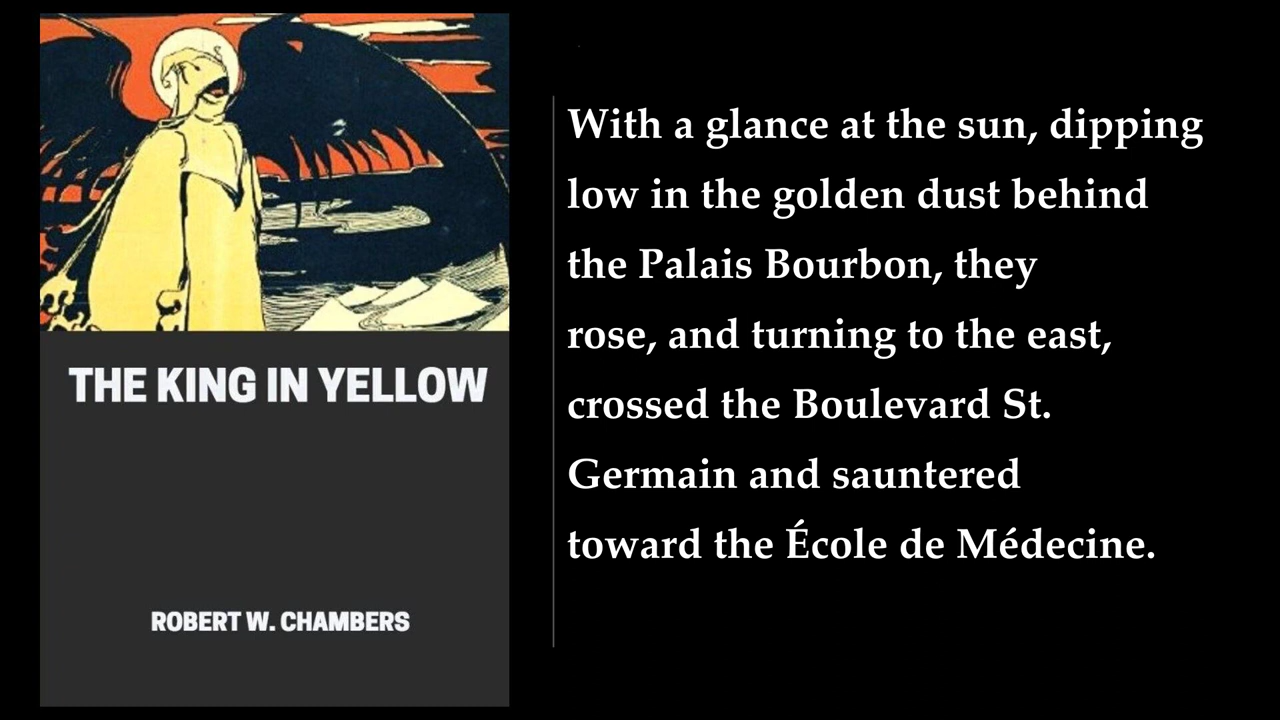 THE KING IN YELLOW
ROBERT W. CHAMBERS
With a glance at the sun, dipping
low in the golden dust behind
the Palais Bourbon, they
rose, and turning to the east,
crossed the Boulevard St.
Germain and sauntered
toward the École de Médecine.